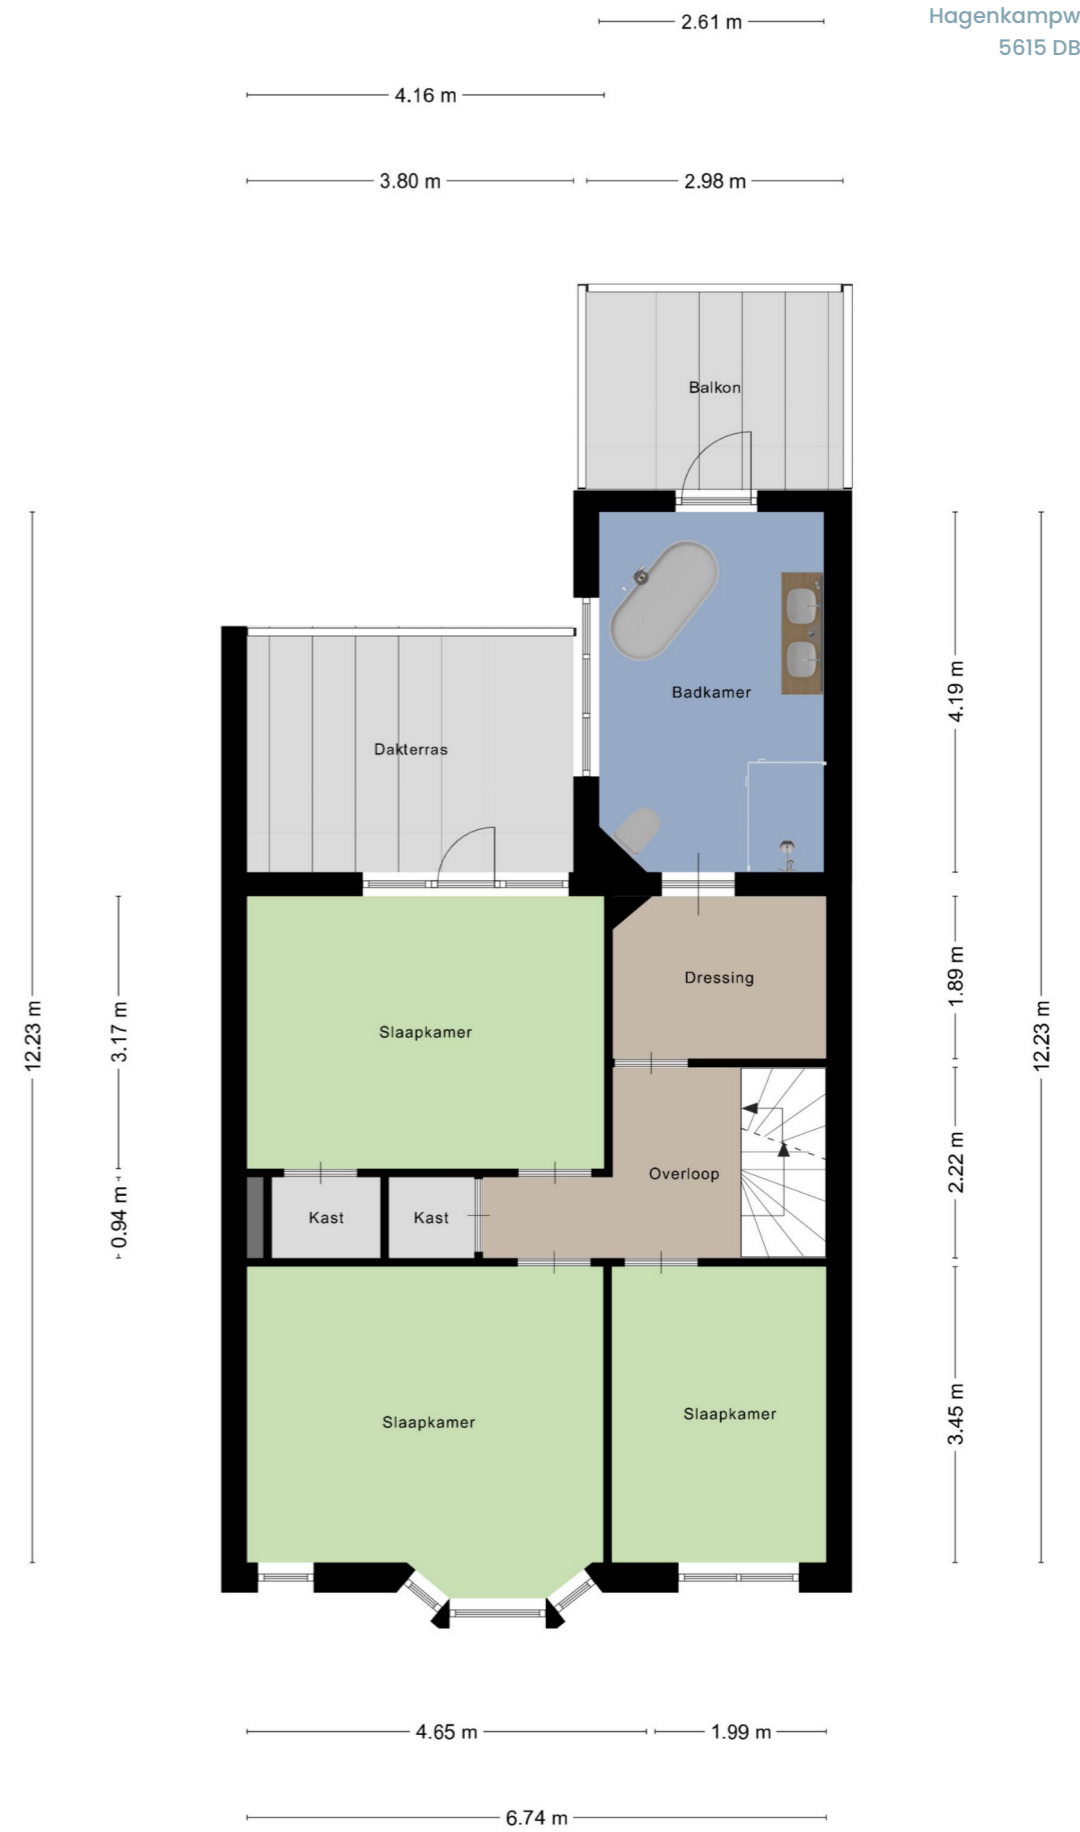 Hagenkampw
5615 DB
2.61 m
4.16 m
3.80 m
2.98 m
Balkon
Badkamer
4.19 m
Dakterras
Dressing
1.89 m
Slaapkamer
12.23 m
3.17 m
12.23 m
Overloop
2.22 m
Kast
Kast
0.94 m
Slaapkamer
Slaapkamer
3.45 m
4.65 m
1.99 m
6.74 m